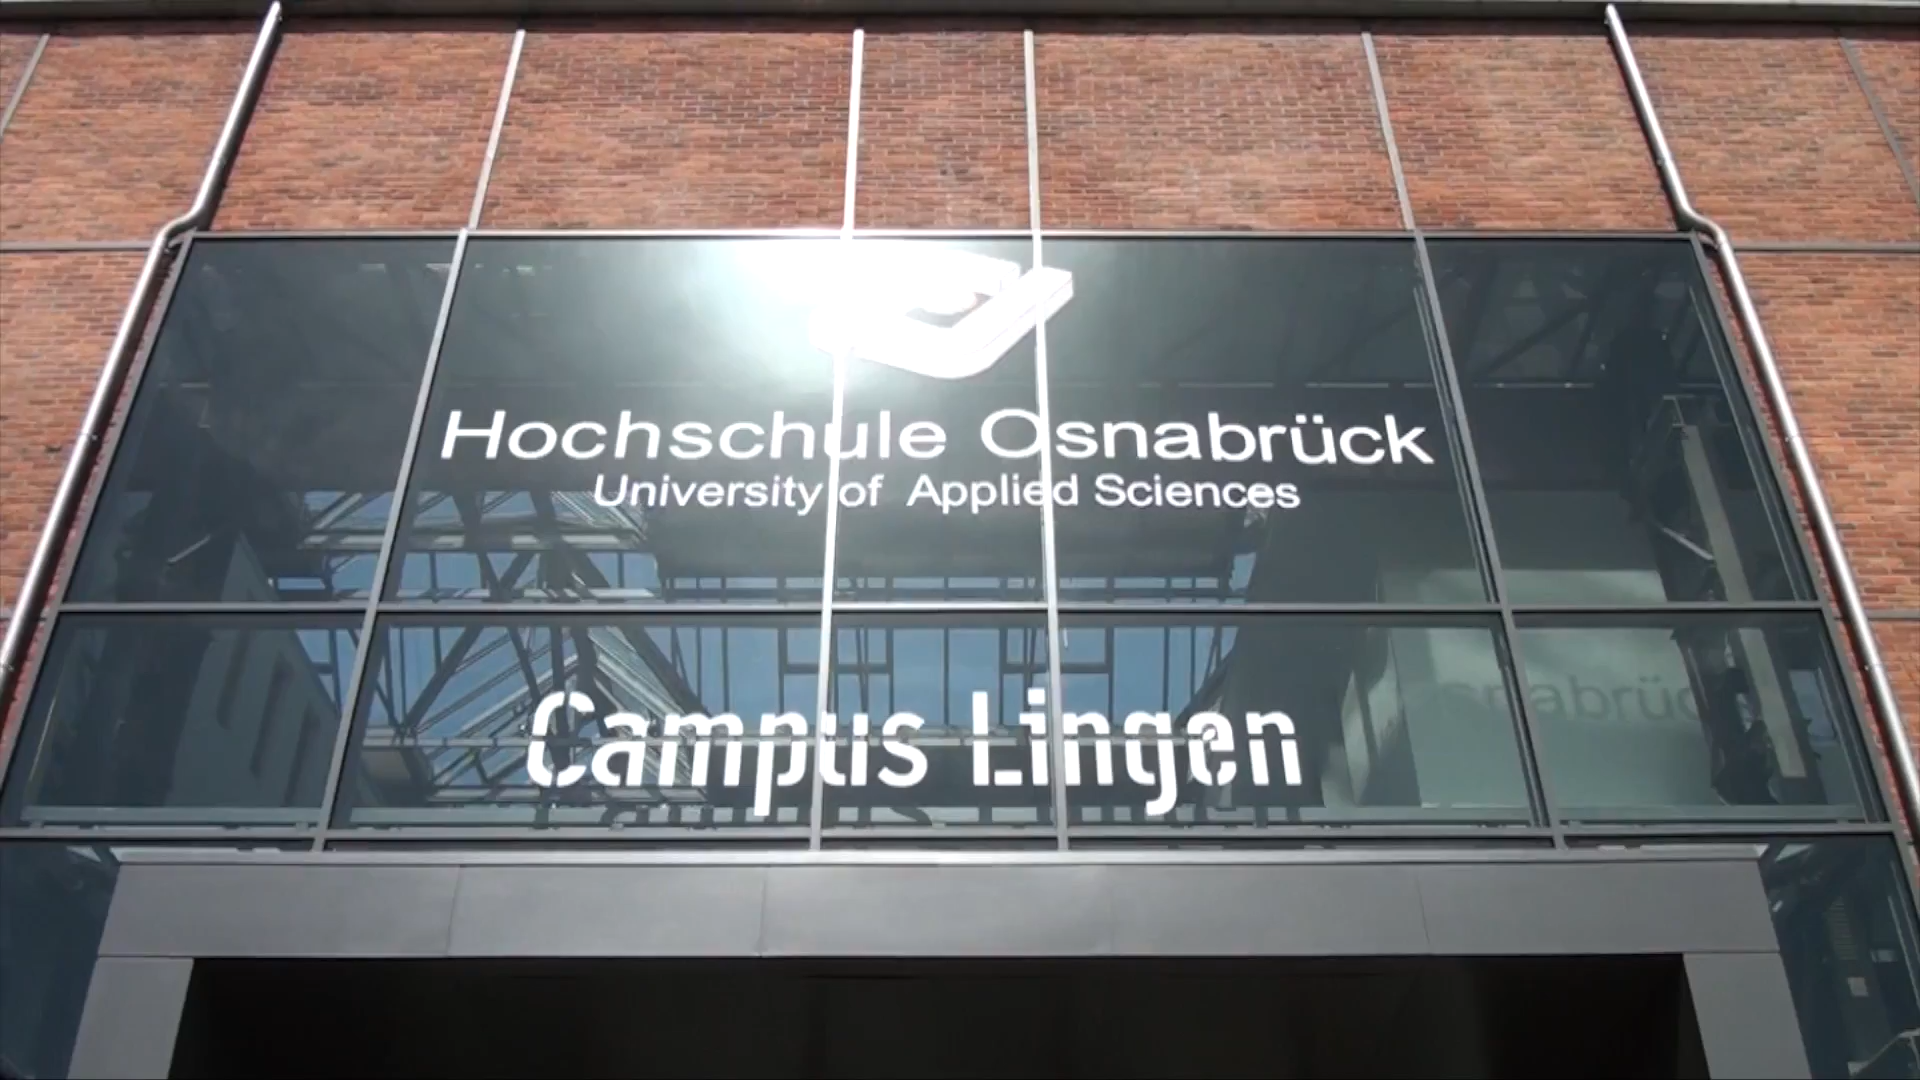 Hochschule Osnabrück
University of Applied Sciences
Campus Lingen